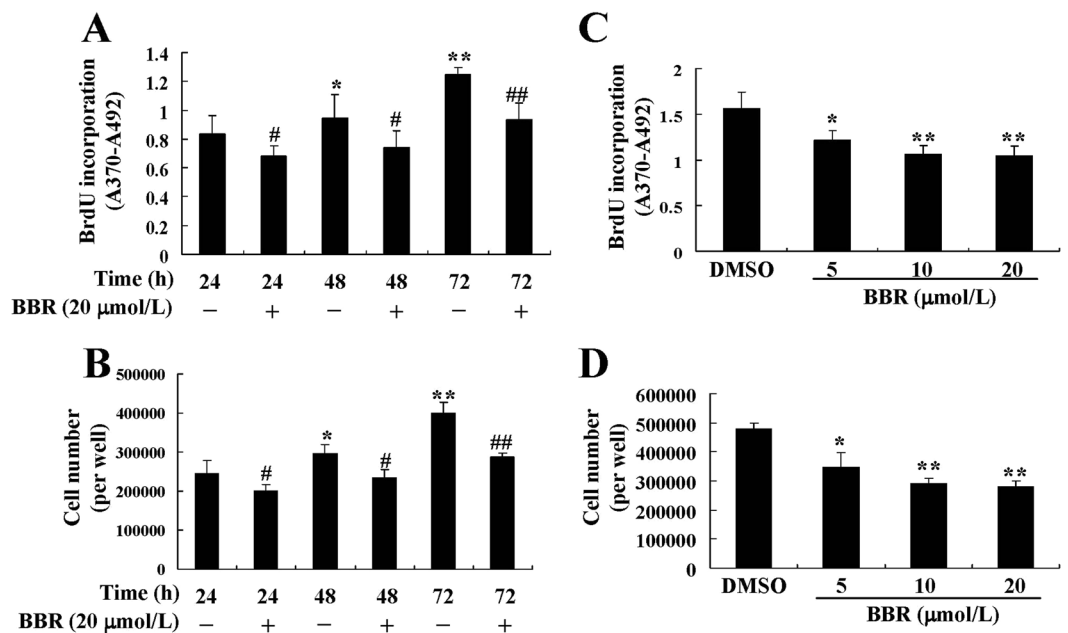 A
BrdU incorporation
(A370-A492)
1.4
1.2
1
0.8
0.6
0.4
0.2
0
# * # ** ##
Time (h) 24 24 48 48 72 72
BBR (20 μmol/L) − + − + − +
C
BrdU incorporation
(A370-A492)
2
1.5
1
0.5
0
* ** **
DMSO 5 10 20
BBR (μmol/L)
B
Cell number
(per well)
500000
400000
300000
200000
100000
0
# * # ** ##
Time (h) 24 24 48 48 72 72
BBR (20 μmol/L) − + − + − +
D
Cell number
(per well)
600000
500000
400000
300000
200000
100000
0
* ** **
DMSO 5 10 20
BBR (μmol/L)